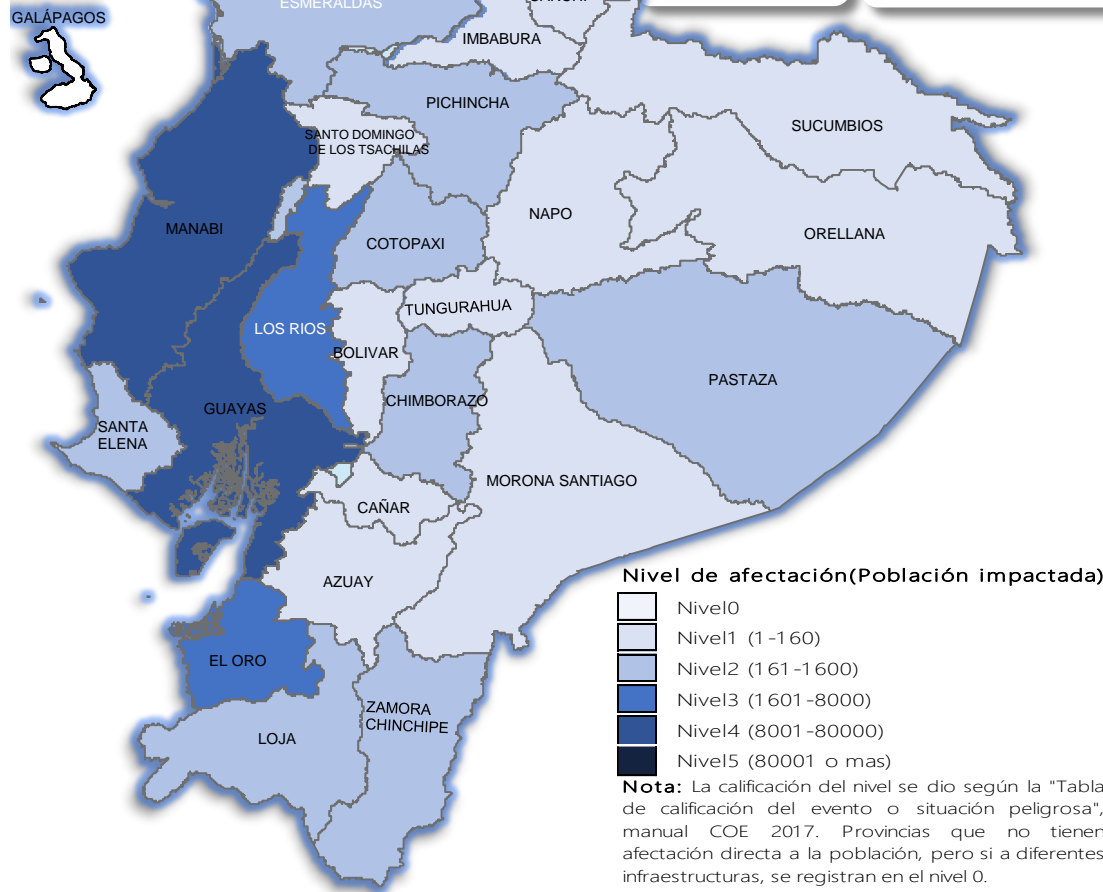 ESMERALDAS
GALÁPAGOS
IMBABURA
PICHINCHA
SUCUMBIOS
SANTO DOMINGO
DE LOS TSACHILAS
NAPO
MANABI
ORELLANA
COTOPAXI
TUNGURAHUA
LOS RIOS
BOLIVAR
PASTAZA
CHIMBORAZO
GUAYAS
SANTA
ELENA
MORONA SANTIAGO
CAÑAR
AZUAY
EL ORO
ZAMORA
CHINCHIPE
LOJA
Nivel de afectación(Población impactada)
Nivel0
Nivel1 (1-160)
Nivel2 (161-1600)
Nivel3 (1601-8000)
Nivel4 (8001-80000)
Nivel5 (80001 o mas)
Nota: La calificación del nivel se dio según la "Tabla
de calificación del evento o situación peligrosa",
manual COE 2017. Provincias que no tienen
afectación directa a la población, pero si a diferentes
infraestructuras, se registran en el nivel 0.